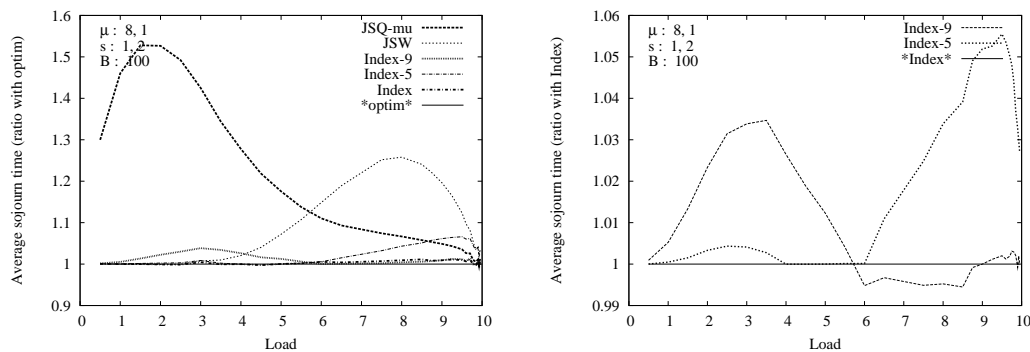 Average sojourn time (ratio with optim)
1.6
1.5
1.4
1.3
1.2
1.1
1
0.9
μ : 8, 1
s : 1, 2
B : 100
JSQ-mu
JSW
Index-9
Index-5
Index
*optim*
0 1 2 3 4 5 6 7 8 9 10
Load
Average sojourn time (ratio with Index)
1.06
1.05
1.04
1.03
1.02
1.01
1
0.99
μ : 8, 1
s : 1, 2
B : 100
Index-9
Index-5
*Index*
0 1 2 3 4 5 6 7 8 9 10
Load